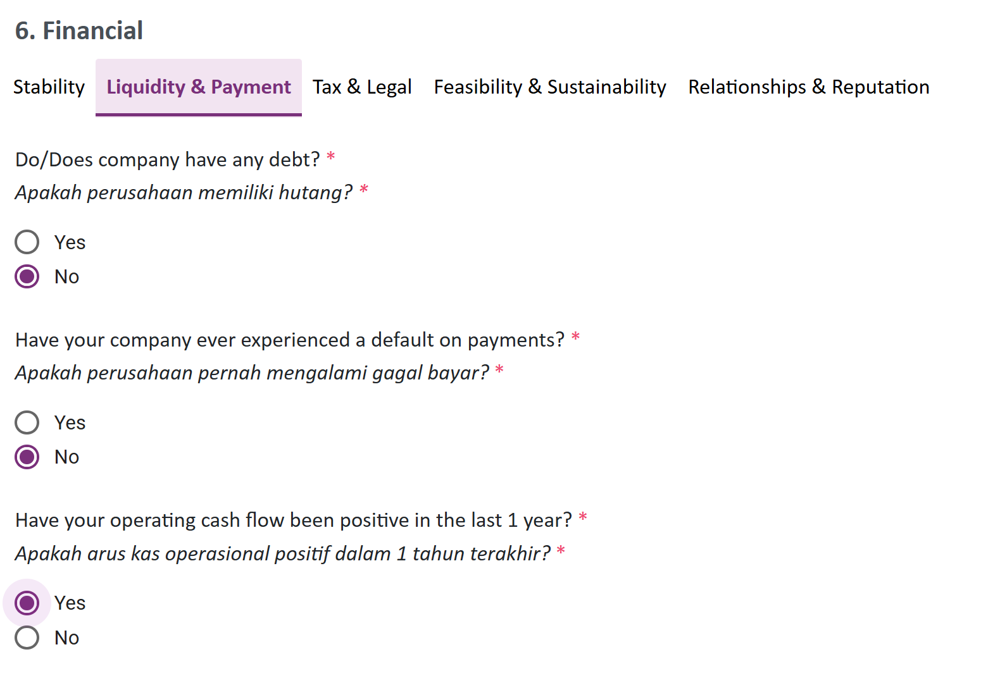 6. Financial
Stability Liquidity & Payment Tax & Legal Feasibility & Sustainability Relationships & Reputation
Do/Does company have any debt? *
Apakah perusahaan memiliki hutang? *
Yes
No
Have your company ever experienced a default on payments? *
Apakah perusahaan pernah mengalami gagal bayar? *
Yes
No
Have your operating cash flow been positive in the last 1 year? *
Apakah arus kas operasional positif dalam 1 tahun terakhir? *
Yes
No